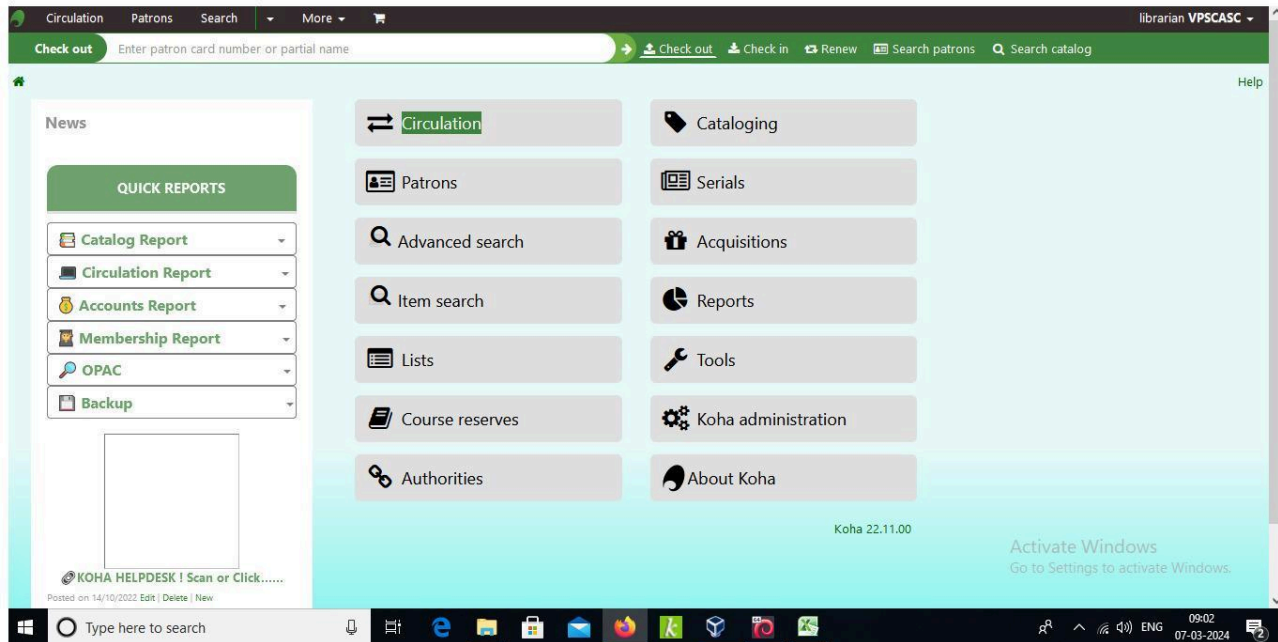 Circulation Patrons Search More librarian VPSCASC
Check out Enter patron card number or partial name Check out Check in Renew Search patrons Search catalog
Help
News
QUICK REPORTS
Catalog Report
Circulation Report
Accounts Report
Membership Report
OPAC
Backup
KOHA HELPDESK ! Scan or Click......
Posted on 14/10/2022 Edit | Delete | New
Circulation
Patrons
Advanced search
Item search
Lists
Course reserves
Authorities
Cataloging
Serials
Acquisitions
Reports
Tools
Koha administration
About Koha
Koha 22.11.00
Activate Windows
Go to Settings to activate Windows.
Type here to search
ENG
09:02
07-03-2024
2